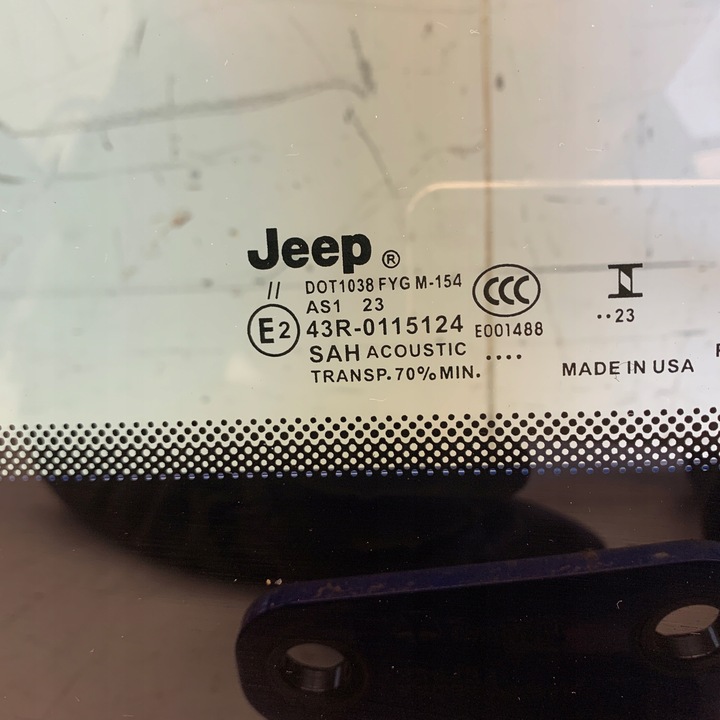 Jeep ®
// DOT1038 FYG M-154
AS1 23
E2 43R-0115124
SAH ACOUSTIC
TRANSP.70%MIN.
CCC
E001488
....
··23
MADE IN USA